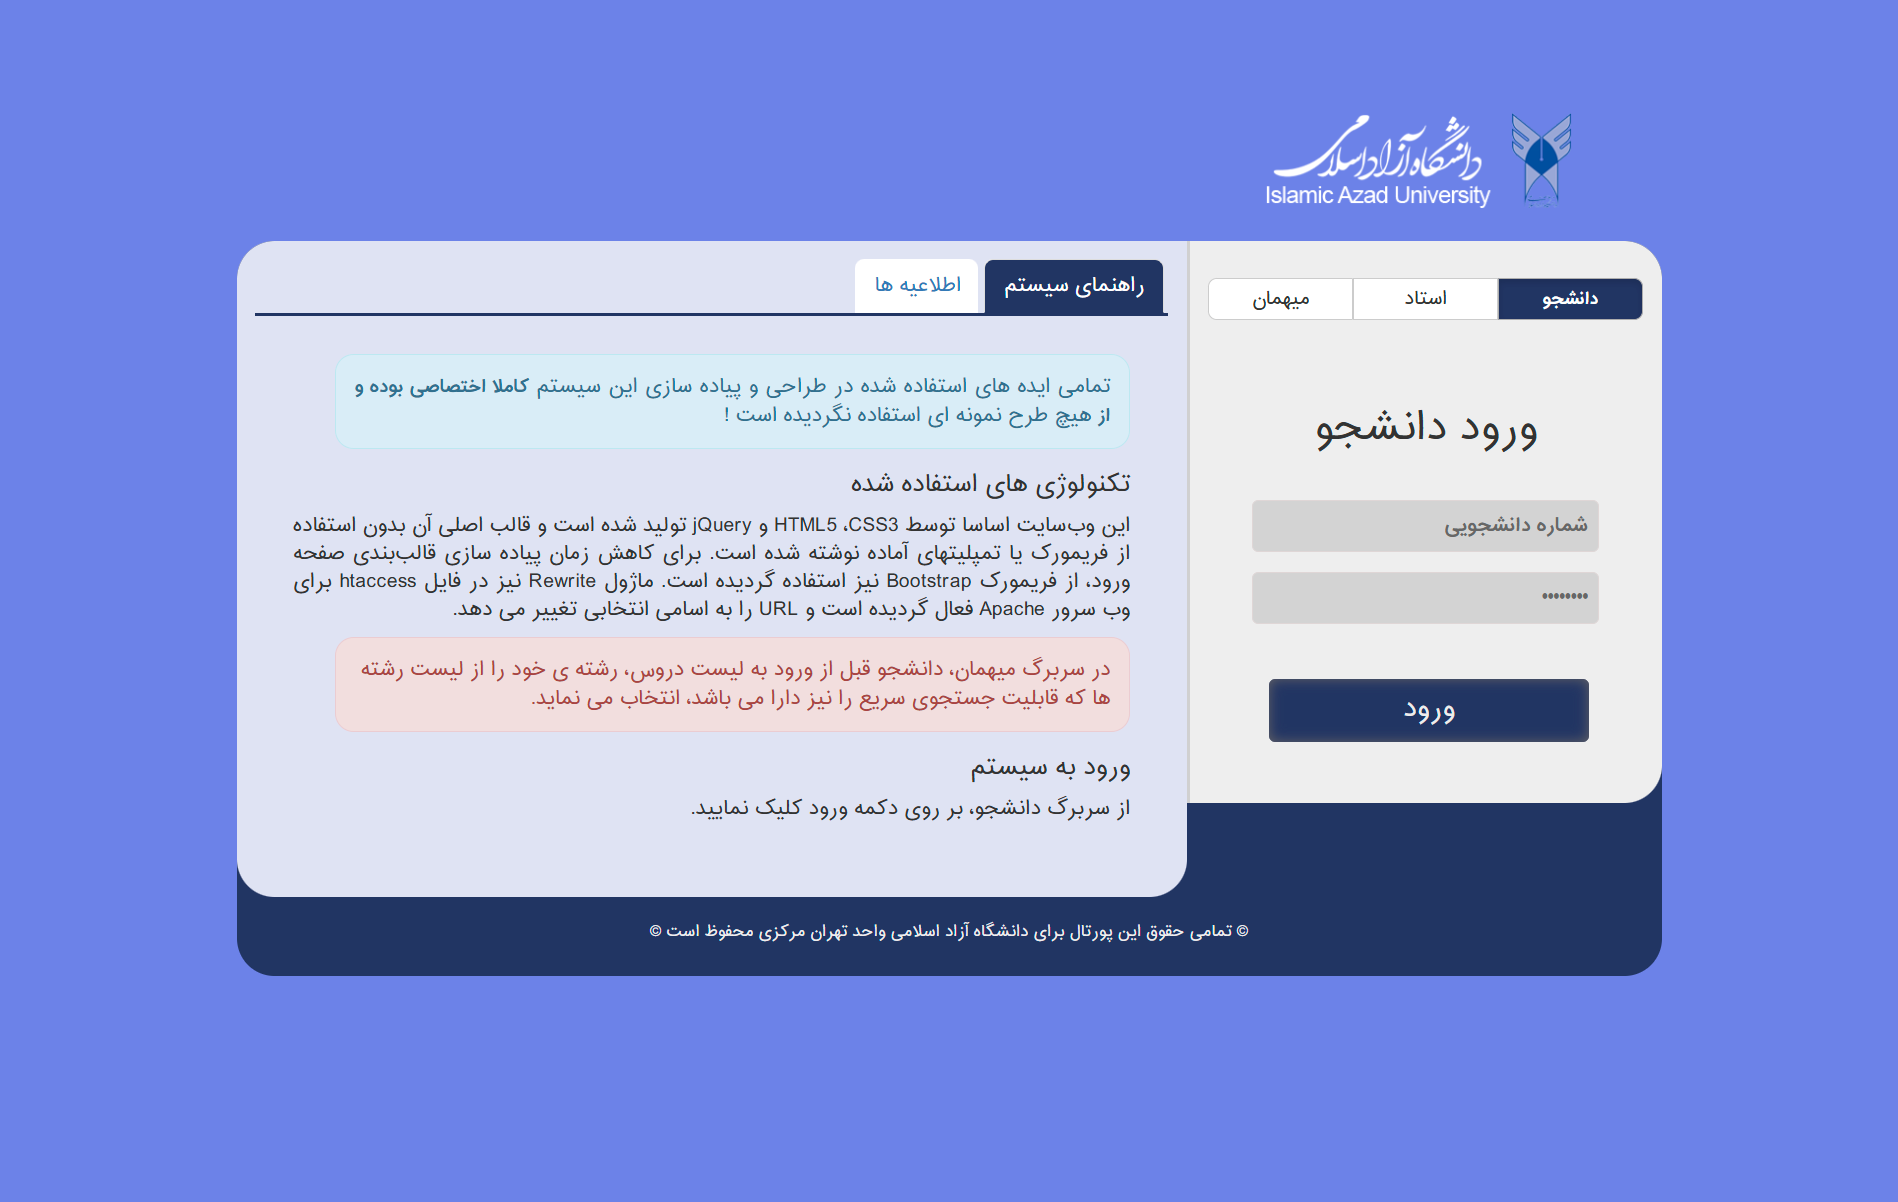 دانشگاه آزاد اسلامی
Islamic Azad University
دانشجو
استاد
میهمان
ورود دانشجو
شماره دانشجویی
••••••••
ورود
راهنمای سیستم
اطلاعیه ها
تمامی ایده های استفاده شده در طراحی و پیاده سازی این سیستم کاملا اختصاصی بوده و
از هیچ طرح نمونه ای استفاده نگردیده است !
تکنولوژی های استفاده شده
این وب‌سایت اساسا توسط HTML5 ،CSS3 و jQuery تولید شده است و قالب اصلی آن بدون استفاده
از فریمورک یا تمپلیتهای آماده نوشته شده است. برای کاهش زمان پیاده سازی قالب‌بندی صفحه
ورود، از فریمورک Bootstrap نیز استفاده گردیده است. ماژول Rewrite نیز در فایل htaccess برای
وب سرور Apache فعال گردیده است و URL را به اسامی انتخابی تغییر می دهد.
در سربرگ میهمان، دانشجو قبل از ورود به لیست دروس، رشته ی خود را از لیست رشته
ها که قابلیت جستجوی سریع را نیز دارا می باشد، انتخاب می نماید.
ورود به سیستم
از سربرگ دانشجو، بر روی دکمه ورود کلیک نمایید.
© تمامی حقوق این پورتال برای دانشگاه آزاد اسلامی واحد تهران مرکزی محفوظ است ©